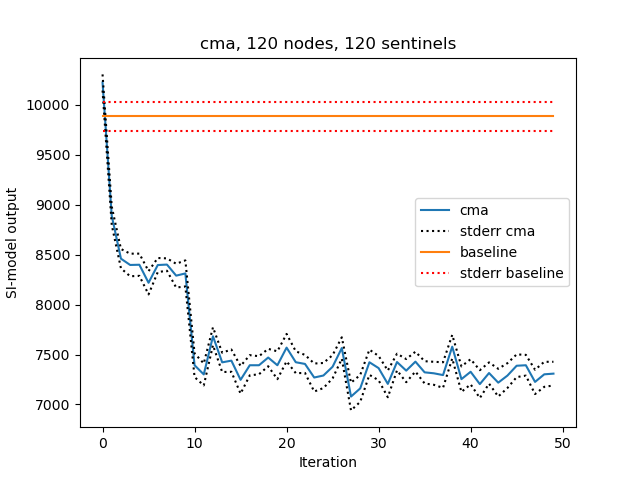 cma, 120 nodes, 120 sentinels
SI-model output
10000
9500
9000
8500
8000
7500
7000
cma
stderr cma
baseline
stderr baseline
0
10
20
30
40
50
Iteration